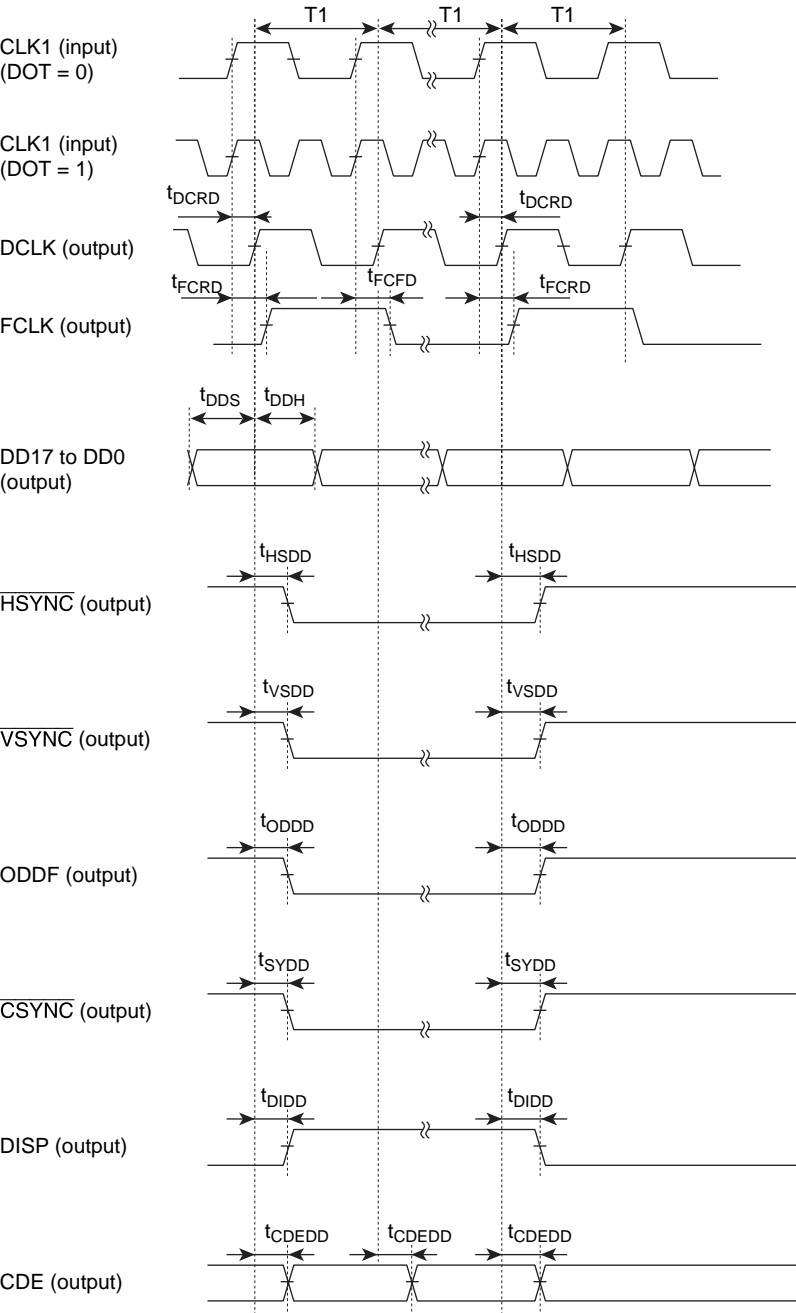 T1 T1 T1
CLK1 (input)
(DOT = 0)
CLK1 (input)
(DOT = 1)
tDCRD tDCRD
DCLK (output)
tFCRD tFCFD tFCRD
FCLK (output)
tDDS tDDH
DD17 to DD0
(output)
tHSDD tHSDD
HSYNC (output)
tVSDD tVSDD
VSYNC (output)
tODDD tODDD
ODDF (output)
tSYDD tSYDD
CSYNC (output)
tDIDD tDIDD
DISP (output)
tCDEDD tCDEDD tCDEDD
CDE (output)